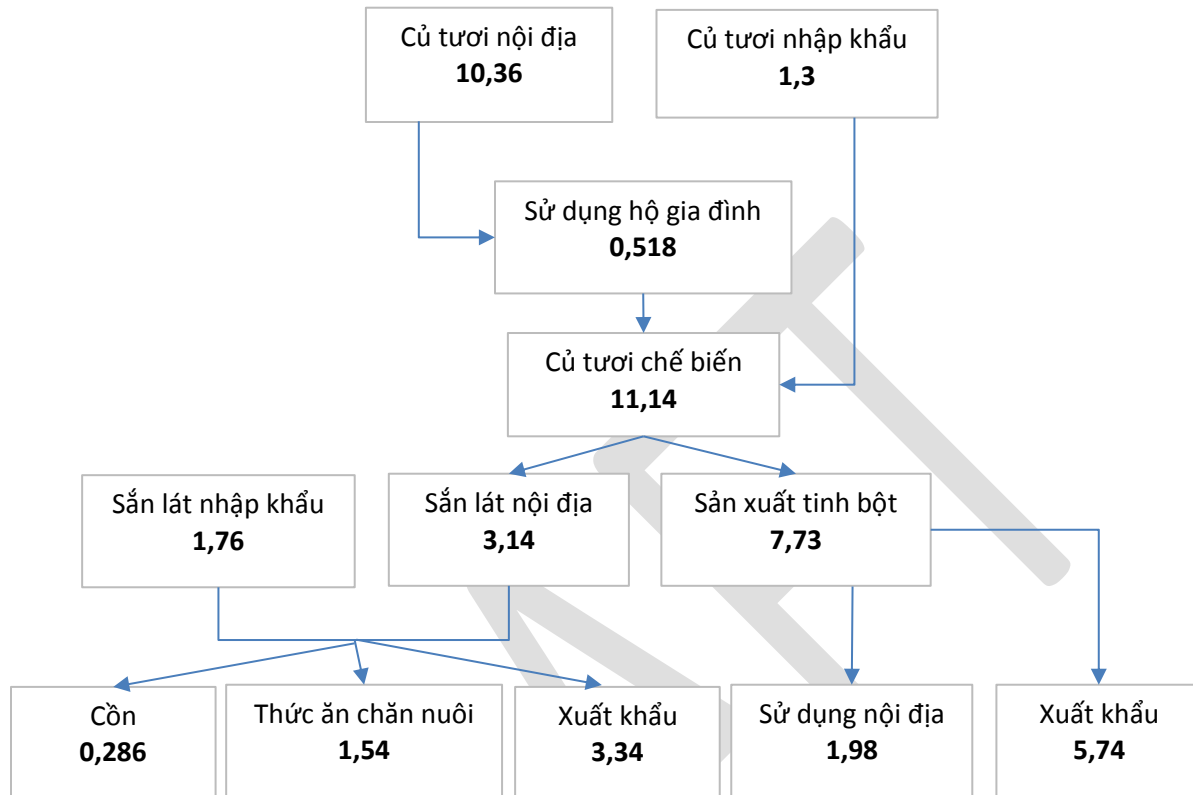 Củ tươi nội địa
10,36
Củ tươi nhập khẩu
1,3
Sử dụng hộ gia đình
0,518
Củ tươi chế biến
11,14
Sắn lát nhập khẩu
1,76
Sắn lát nội địa
3,14
Sản xuất tinh bột
7,73
Cồn
0,286
Thức ăn chăn nuôi
1,54
Xuất khẩu
3,34
Sử dụng nội địa
1,98
Xuất khẩu
5,74